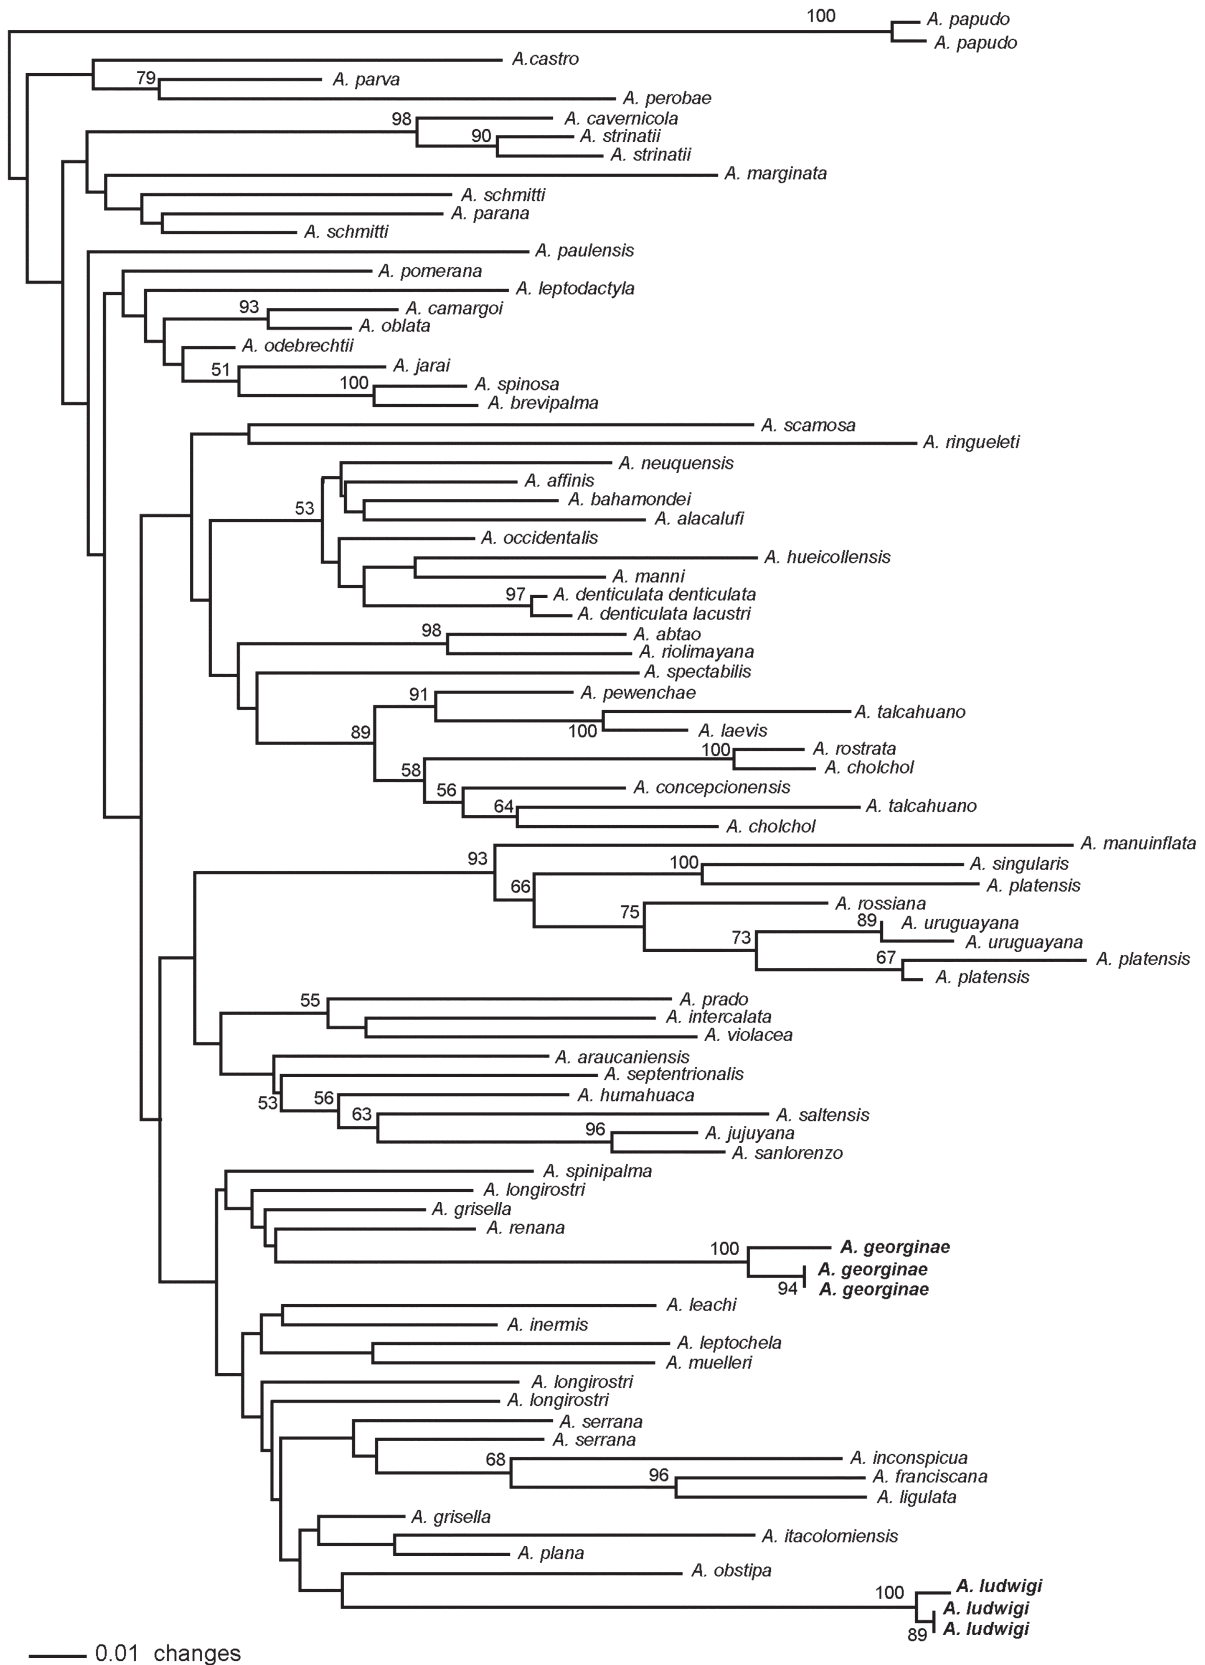 100
A. papudo
A. papudo
A.castro
79 A. parva
A. perobae
98 A. cavernicola
90 A. strinatii
A. strinatii
A. marginata
A. schmitti
A. parana
A. schmitti
A. paulensis
A. pomerana
A. leptodactyla
93 A. camargoi
A. oblata
A. odebrechtii
51 A. jarai
100 A. spinosa
A. brevipalma
A. scamosa
A. ringueleti
A. neuquensis
A. affinis
53 A. bahamondei
A. alacalufi
A. occidentalis
A. hueicollensis
A. manni
97 A. denticulata denticulata
A. denticulata lacustri
98 A. abtao
A. riolimayana
A. spectabilis
91 A. pewenchae
A. talcahuano
89 100 A. laevis
100 A. rostrata
58 A. cholchol
56 A. concepcionensis
64 A. talcahuano
A. cholchol
A. manuinflata
93 100 A. singularis
66 A. platensis
75 A. rossiana
89 A. uruguayana
73 A. uruguayana
67 A. platensis
A. platensis
55 A. prado
A. intercalata
A. violacea
A. araucaniensis
A. septentrionalis
53 56 A. humahuaca
63 A. saltensis
96 A. jujuyana
A. sanlorenzo
A. spinipalma
A. longirostri
A. grisella
A. renana
100 A. georginae
A. georginae
94 A. georginae
A. leachi
A. inermis
A. leptochela
A. muelleri
A. longirostri
A. longirostri
A. serrana
A. serrana
68 A. inconspicua
96 A. franciscana
A. ligulata
A. grisella
A. itacolomiensis
A. plana
A. obstipa
100 A. ludwigi
A. ludwigi
89 A. ludwigi
0.01 changes